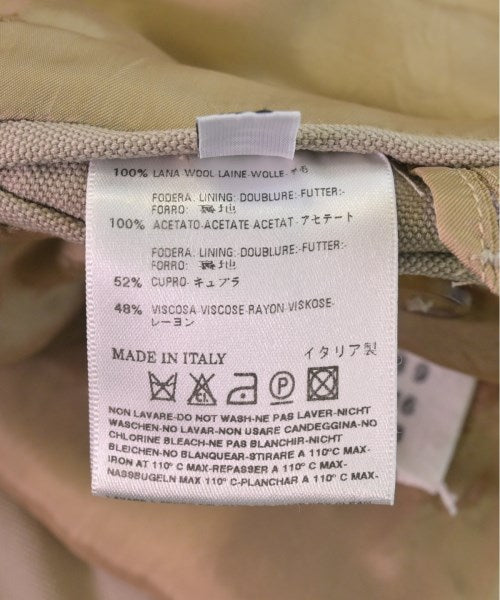 100% LANA WOOL LAINE-WOLLE-毛
FODERA. LINING: DOUBLURE-FUTTER:-
FORRO: 裏地
100% ACETATO-ACETATE ACETAT-アセテート
FODERA. LINING: DOUBLURE-FUTTER:-
FORRO: 裏地
52% CUPRO-キュプラ
48% VISCOSA-VISCOSE-RAYON-VISKOSE-
レーヨン
MADE IN ITALY イタリア製
CL P
NON LAVARE-DO NOT WASH-NE PAS LAVER-NICHT
WASCHEN-NO LAVAR-NON USARE CANDEGGINA-NO
CHLORINE BLEACH-NE PAS BLANCHIR-NICHT
BLEICHEN-NO BLANQUEAR-STIRARE A 110°C MAX-
IRON AT 110° C MAX-REPASSER A 110° C MAX-
NASSBUGELN MAX 110° C-PLANCHAR A 110° C MAX-